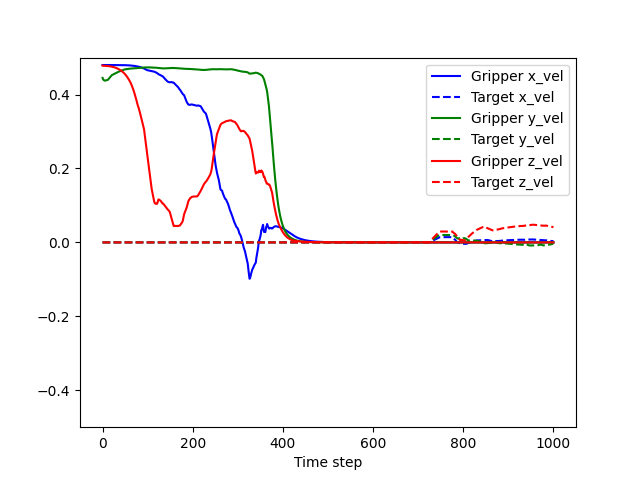 0.4
0.2
0.0
−0.2
−0.4
0
200
400
600
800
1000
Time step
Gripper x_vel
Target x_vel
Gripper y_vel
Target y_vel
Gripper z_vel
Target z_vel